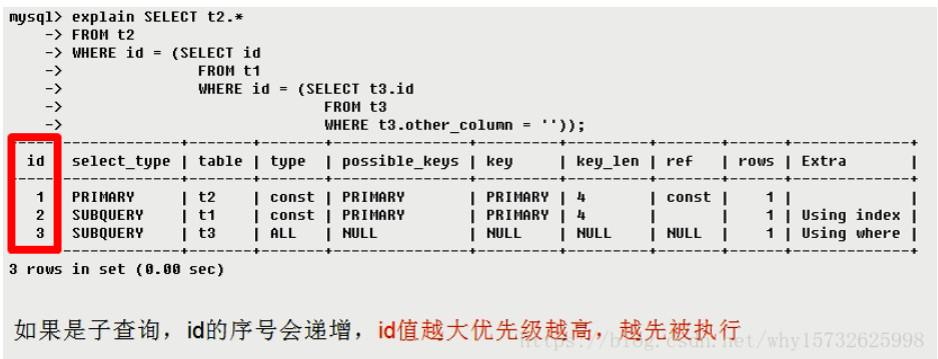 mysql> explain SELECT t2.*
-> FROM t2
-> WHERE id = (SELECT id
-> FROM t1
-> WHERE id = (SELECT t3.id
-> FROM t3
-> WHERE t3.other_column = ''));
id | select_type | table | type | possible_keys | key | key_len | ref | rows | Extra |
1 | PRIMARY | t2 | const | PRIMARY | PRIMARY | 4 | const | 1 | |
2 | SUBQUERY | t1 | const | PRIMARY | PRIMARY | 4 | | 1 | Using index |
3 | SUBQUERY | t3 | ALL | NULL | NULL | NULL | NULL | 1 | Using where |
3 rows in set (0.00 sec)
如果是子查询，id的序号会递增，id值越大优先级越高，越先被执行
https://blog.csdn.net/why15732625998